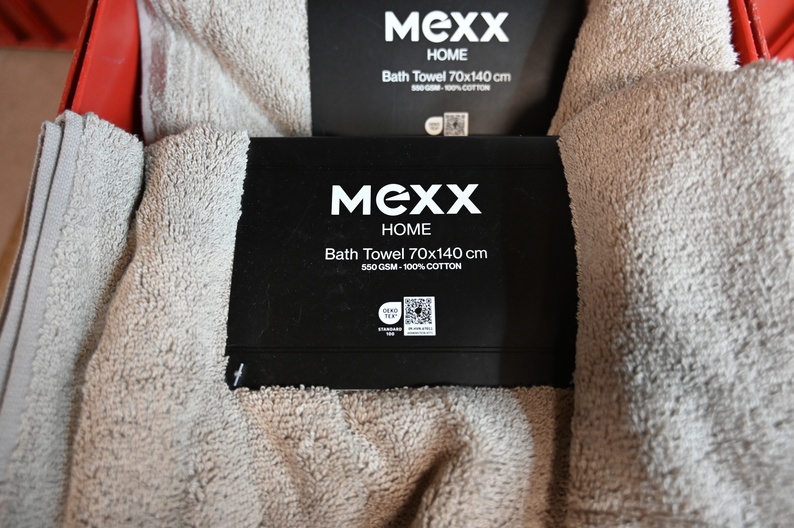 Mexx
HOME
Bath Towel 70x140 cm
550 GSM - 100% COTTON
Mexx
HOME
Bath Towel 70x140 cm
550 GSM - 100% COTTON
OEKO
TEX®
STANDARD
100